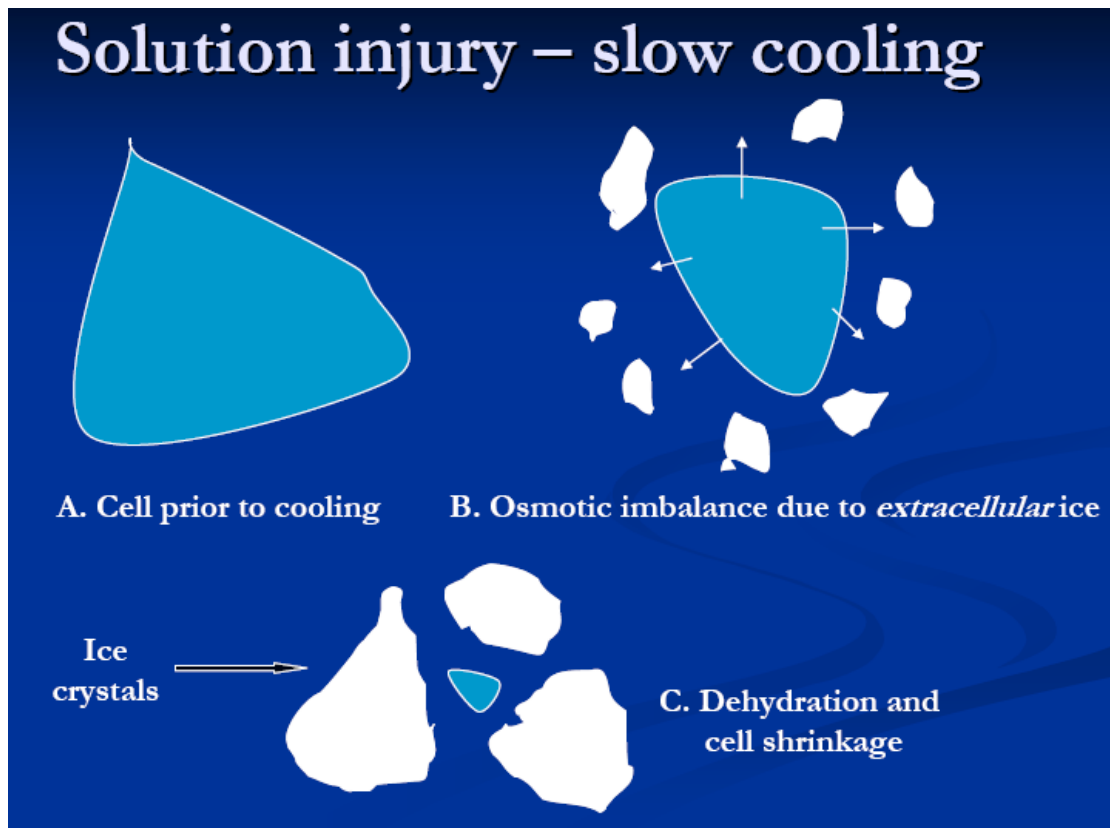 Solution injury – slow cooling
A. Cell prior to cooling
B. Osmotic imbalance due to extracellular ice
Ice
crystals
C. Dehydration and
cell shrinkage